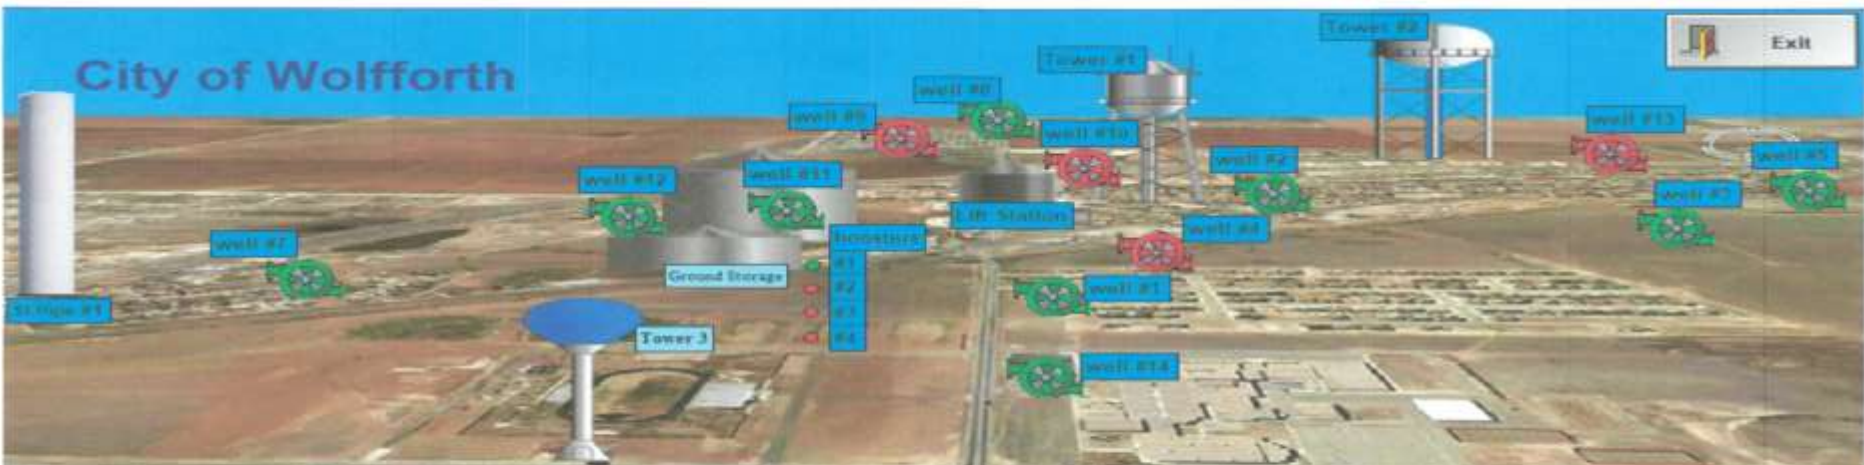 City of Wolfforth
Exit
Tower #2
Tower #1
well #8
well #9
well #10
well #13
well #2
well #5
well #12
well #11
Lift Station
well #4
well #7
boosters
#1
Ground Storage
#2
#3
#4
well #1
Tower 3
well #14